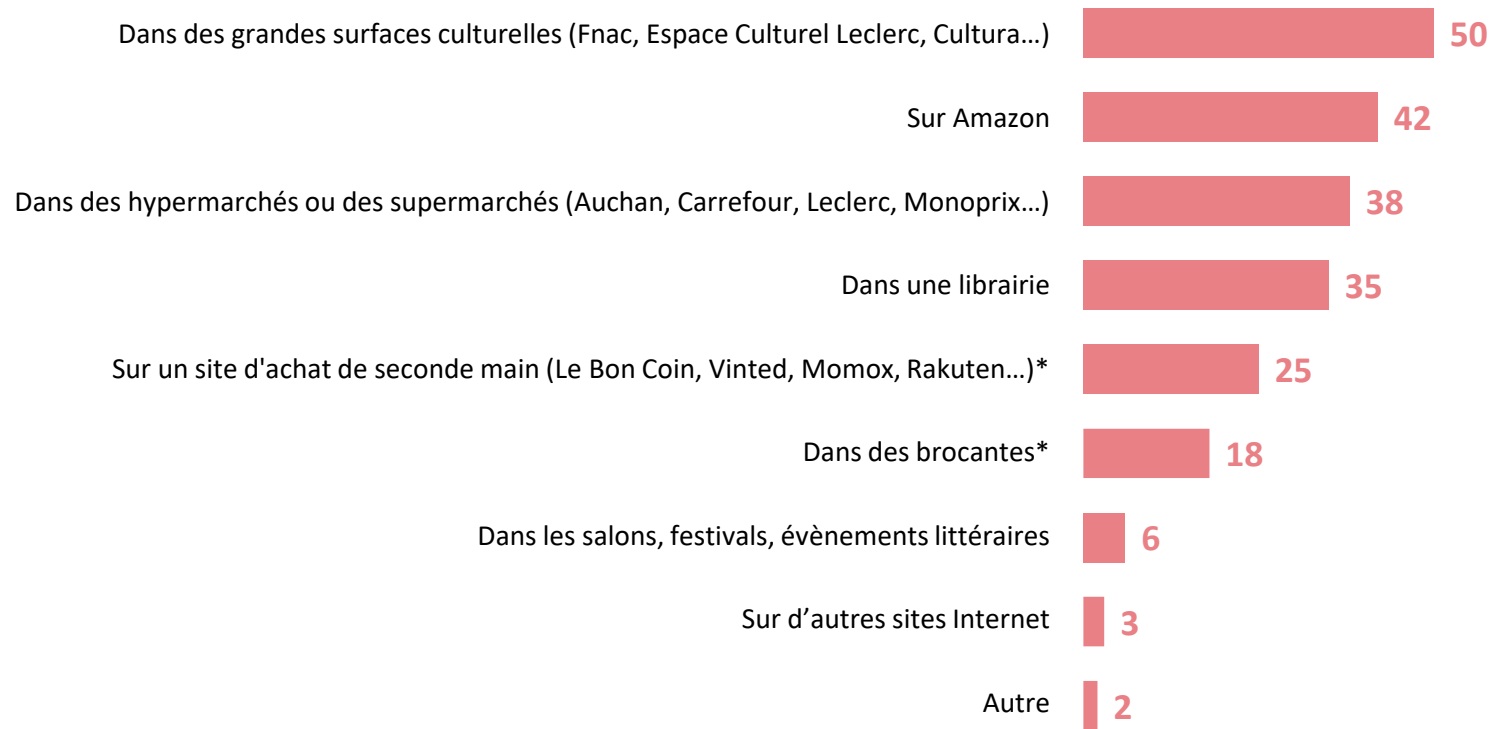 Dans des grandes surfaces culturelles (Fnac, Espace Culturel Leclerc, Cultura…) 50
Sur Amazon 42
Dans des hypermarchés ou des supermarchés (Auchan, Carrefour, Leclerc, Monoprix…) 38
Dans une librairie 35
Sur un site d'achat de seconde main (Le Bon Coin, Vinted, Momox, Rakuten…)* 25
Dans des brocantes* 18
Dans les salons, festivals, évènements littéraires 6
Sur d’autres sites Internet 3
Autre 2